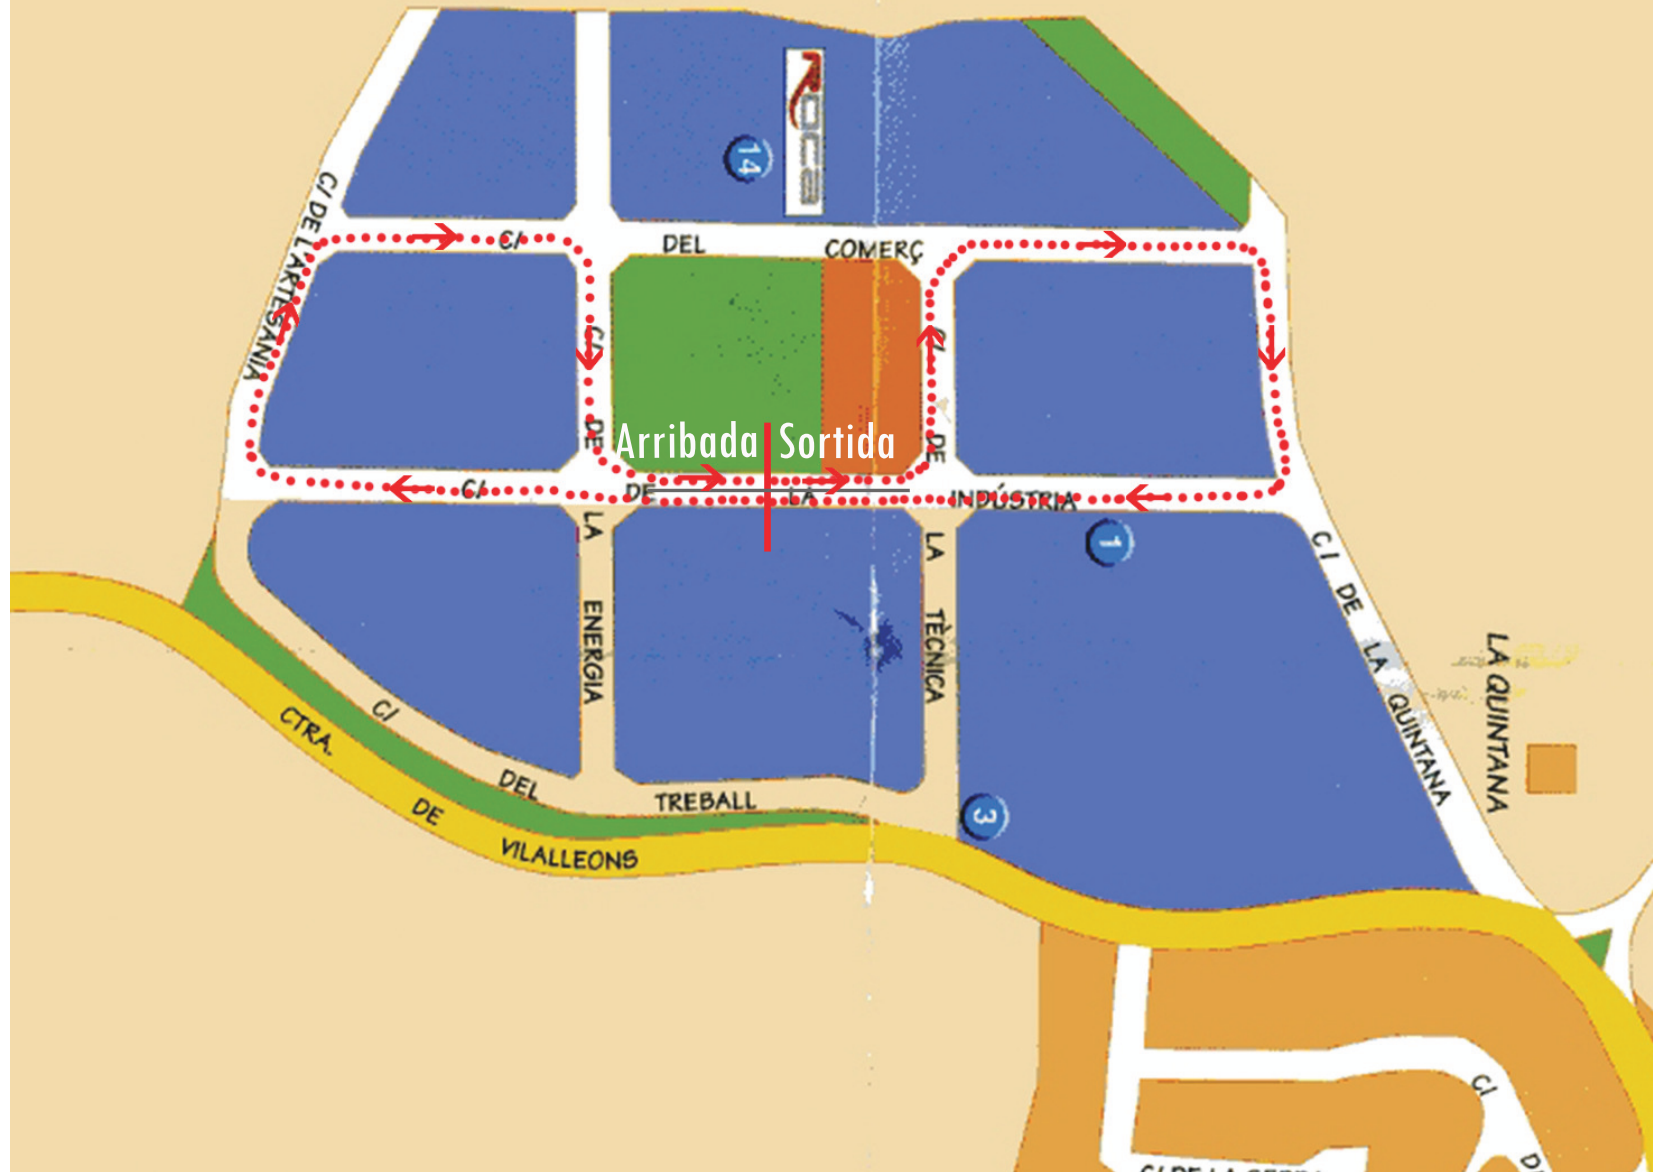 Roca
14
C/ DE L'ARTESANIA
C/ DEL COMERÇ
C/ DE LA ENERGIA
C/ DE LA TÈCNICA
Arribada Sortida
C/ DE LA INDÚSTRIA
1
C/ DE LA QUINTANA
LA QUINTANA
3
C/ DEL TREBALL
CTRA. DE VILALLEONS
C/